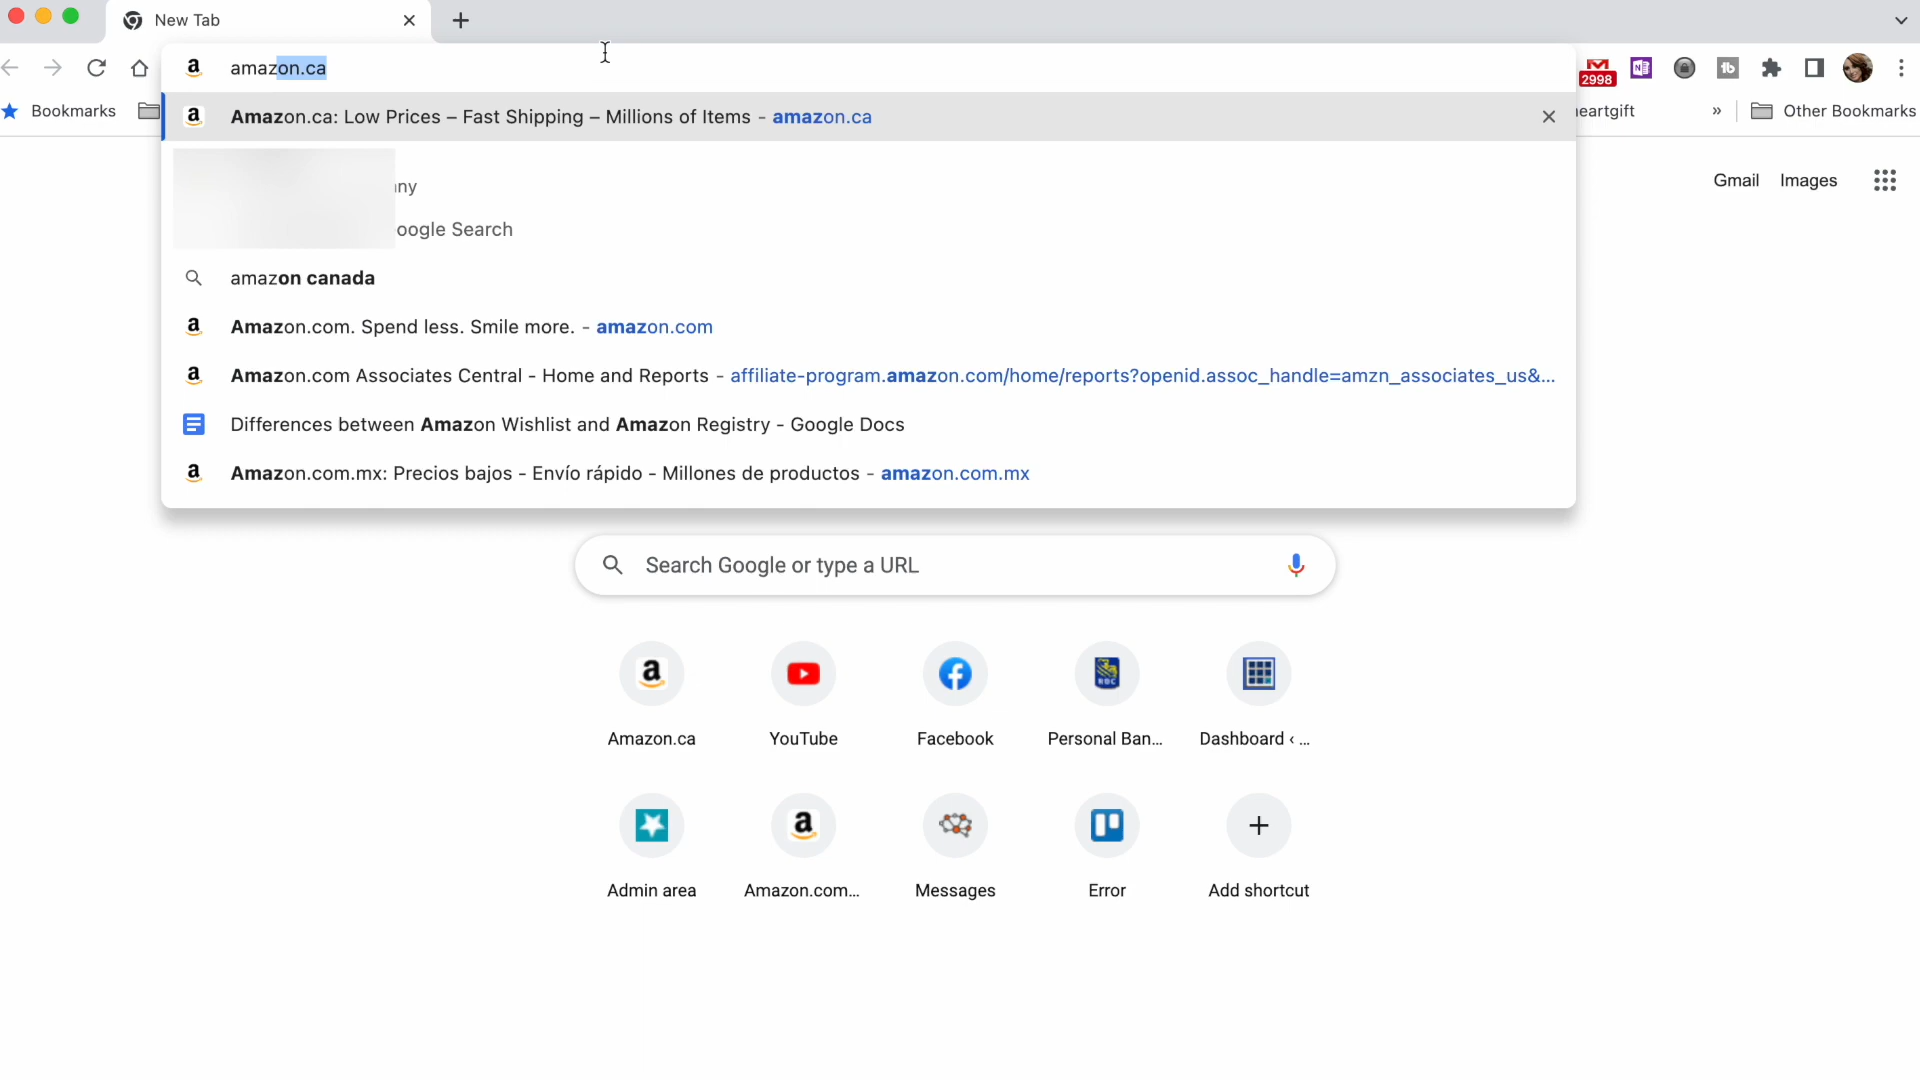 New Tab
amazon.ca
2998
Amazon.ca: Low Prices – Fast Shipping – Millions of Items - amazon.ca
Bookmarks
eartgift
»
Other Bookmarks
Gmail
Images
Search
amazon canada
Amazon.com. Spend less. Smile more. - amazon.com
Amazon.com Associates Central - Home and Reports - affiliate-program.amazon.com/home/reports?openid.assoc_handle=amzn_associates_us&...
Differences between Amazon Wishlist and Amazon Registry - Google Docs
Amazon.com.mx: Precios bajos - Envío rápido - Millones de productos - amazon.com.mx
Search Google or type a URL
Amazon.ca
YouTube
Facebook
Personal Ban...
Dashboard ‹ ...
Admin area
Amazon.com...
Messages
Error
Add shortcut